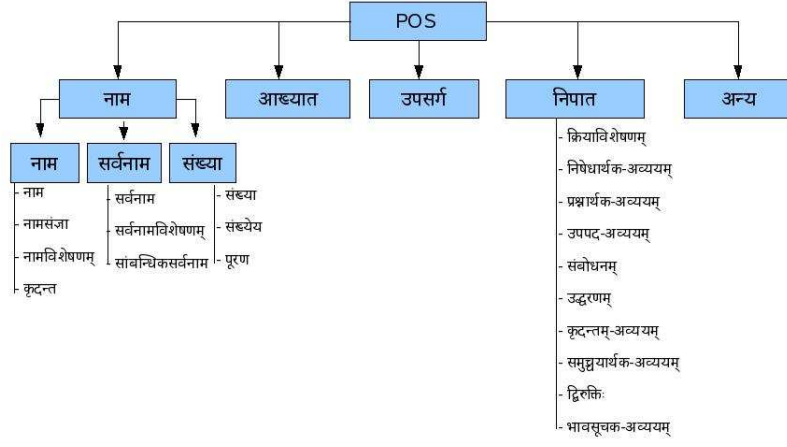 POS
नाम
आख्यात
उपसर्ग
निपात
अन्य
नाम
सर्वनाम
संख्या
- नाम
- नामसंज्ञा
- नामविशेषणम्
- कृदन्त
- सर्वनाम
- सर्वनामविशेषणम्
- सांबन्धिकसर्वनाम
- संख्या
- संख्येय
- पूरण
- क्रियाविशेषणम्
- निषेधार्थक-अव्ययम्
- प्रश्नार्थक-अव्ययम्
- उपपद-अव्ययम्
- संबोधनम्
- उद्धरणम्
- कृदन्तम्-अव्ययम्
- समुच्चयार्थक-अव्ययम्
- द्विरुक्तिः
- भावसूचक-अव्ययम्